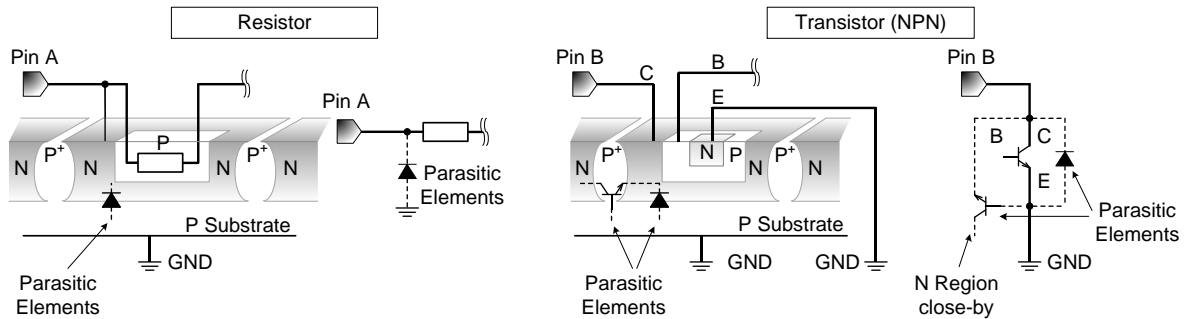 Resistor
Pin A
N
P+
N
P
N
P+
N
P Substrate
GND
Parasitic
Elements
Pin A
Parasitic
Elements
Transistor (NPN)
Pin B
C
B
E
N
P+
N
N
P
N
P+
N
P Substrate
GND
GND
Parasitic
Elements
Pin B
B
C
E
Parasitic
Elements
GND
N Region
close-by